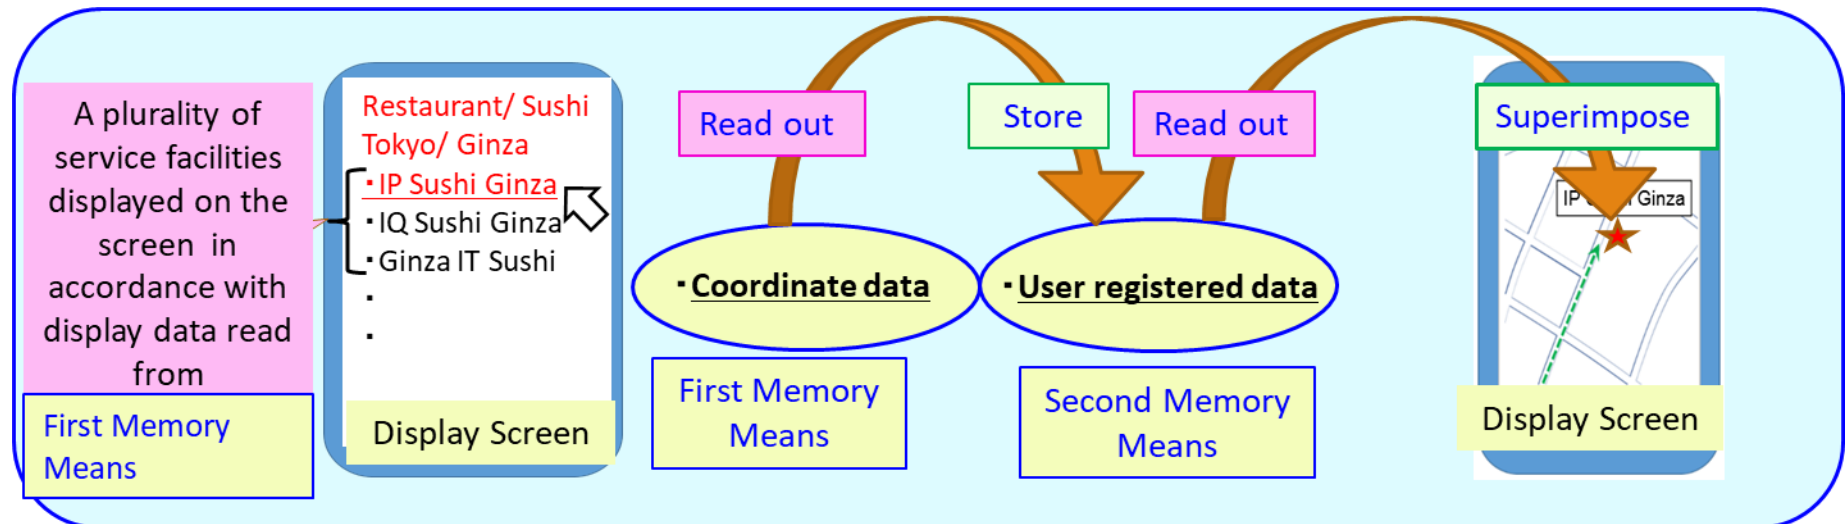 A plurality of
service facilities
displayed on the
screen in
accordance with
display data read
from
First Memory
Means
Restaurant/ Sushi
Tokyo/ Ginza
・IP Sushi Ginza
・IQ Sushi Ginza
・Ginza IT Sushi
・
・
Display Screen
Read out
Store
Read out
Superimpose
・Coordinate data
・User registered data
First Memory
Means
Second Memory
Means
IP Ginza
Display Screen